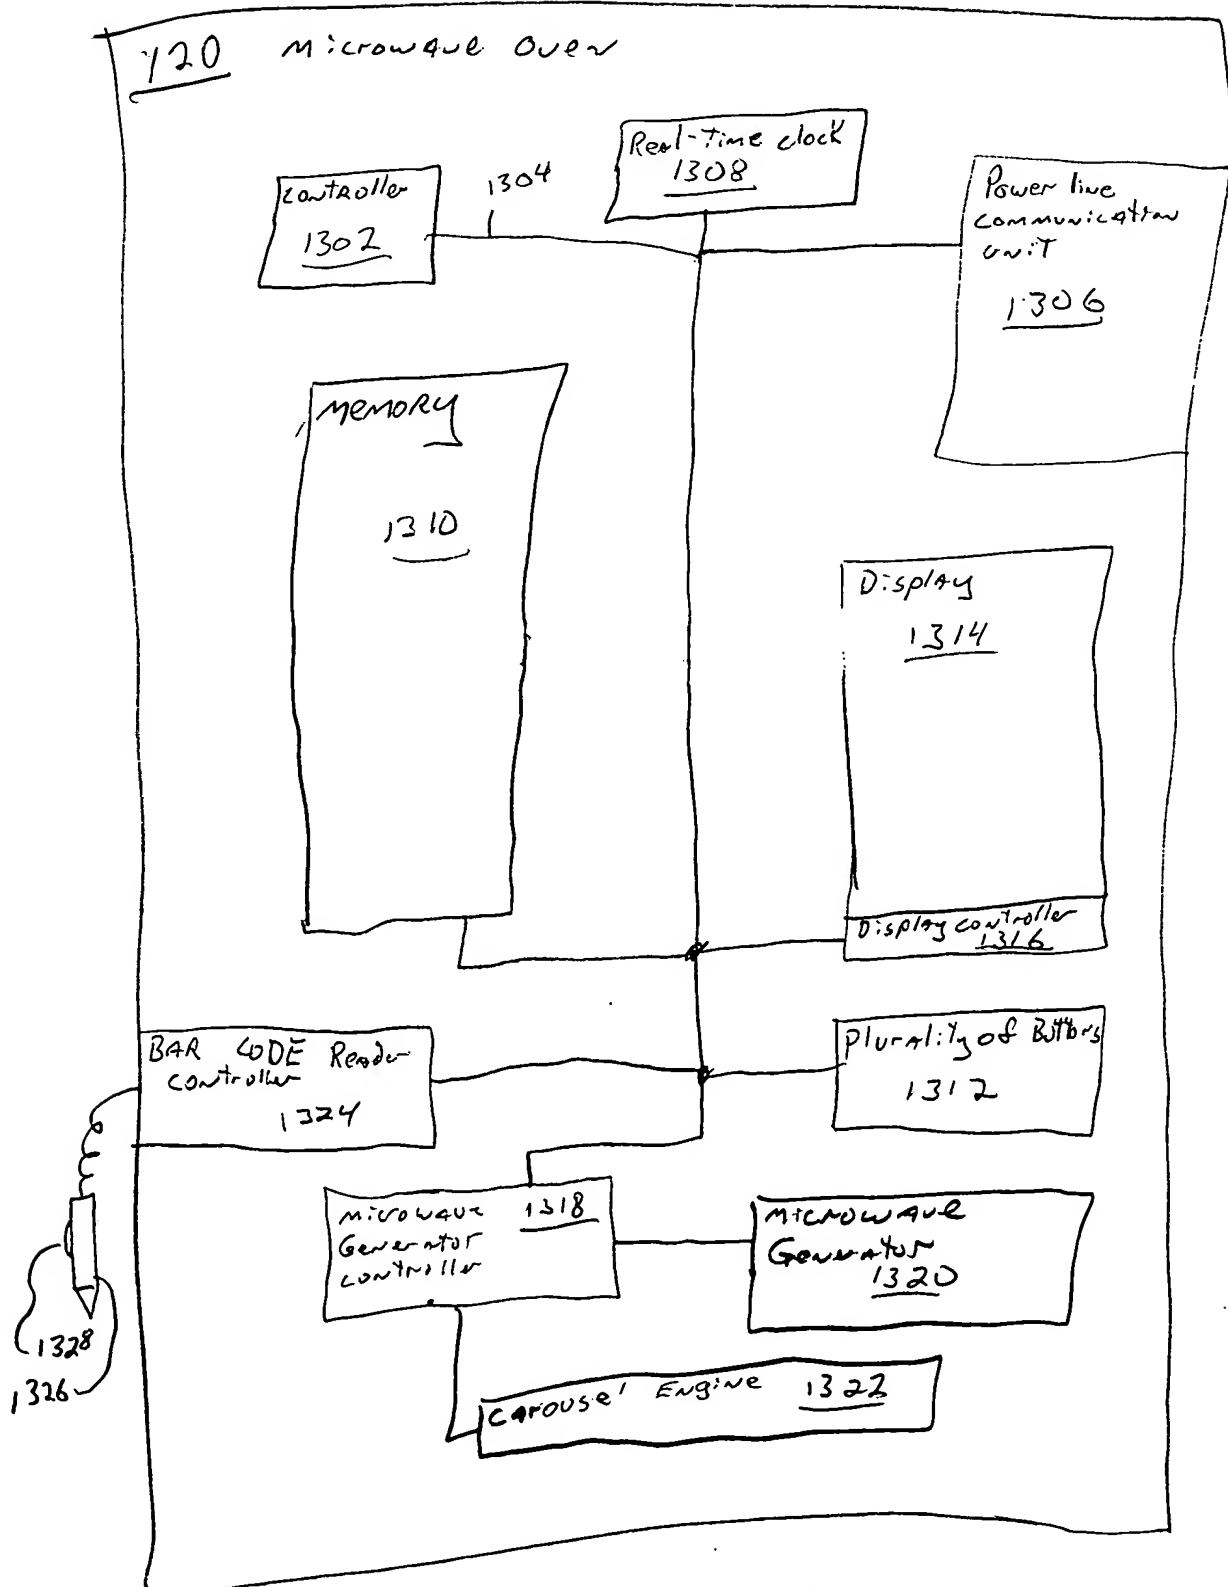 420 Microwave Oven
Real-Time clock
1308
controller
1302
1304
Power line
communication
unit
1306
MEMORY
1310
Display
1314
Display controller
1316
BAR CODE Reader
controller
1324
Plurality of Buttons
1312
Microwave 1318
Generator
controller
Microwave
Generator
1320
1328
1326
Carousel Engine 1322